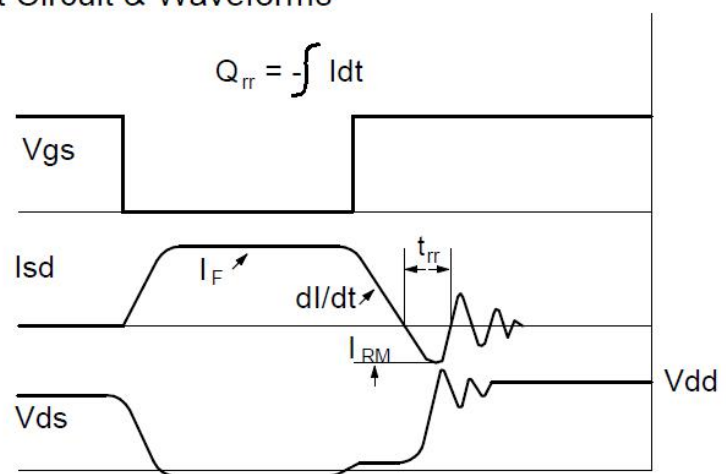 t Circuit & Waveforms
Qrr = -∫ Idt
Vgs
Isd
IF
trr
dI/dt
IRM
Vdd
Vds